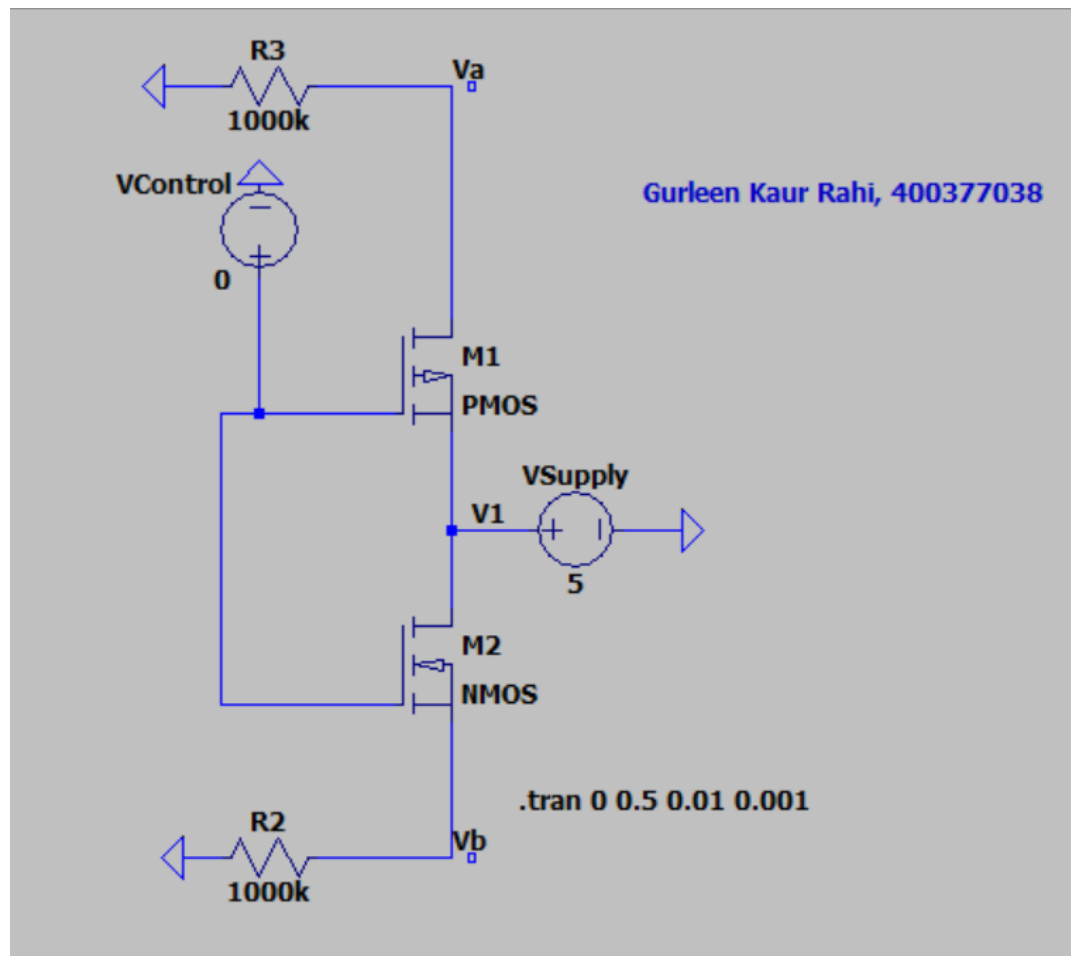 R3
Va
1000k
VControl
Gurleen Kaur Rahi, 400377038
0
M1
PMOS
VSupply
V1
5
M2
NMOS
.tran 0 0.5 0.01 0.001
R2
Vb
1000k